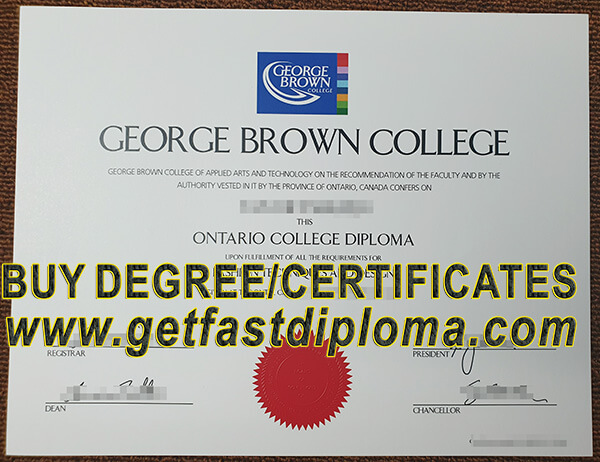 GEORGE
BROWN
COLLEGE
GEORGE BROWN COLLEGE
GEORGE BROWN COLLEGE OF APPLIED ARTS AND TECHNOLOGY ON THE RECOMMENDATION OF THE FACULTY AND BY THE
AUTHORITY VESTED IN IT BY THE PROVINCE OF ONTARIO, CANADA CONFERS ON
THIS
ONTARIO COLLEGE DIPLOMA
UPON FULFILLMENT OF ALL THE REQUIREMENTS FOR
BUY DEGREE/CERTIFICATES
www.getfastdiploma.com
REGISTRAR
PRESIDENT
DEAN
CHANCELLOR